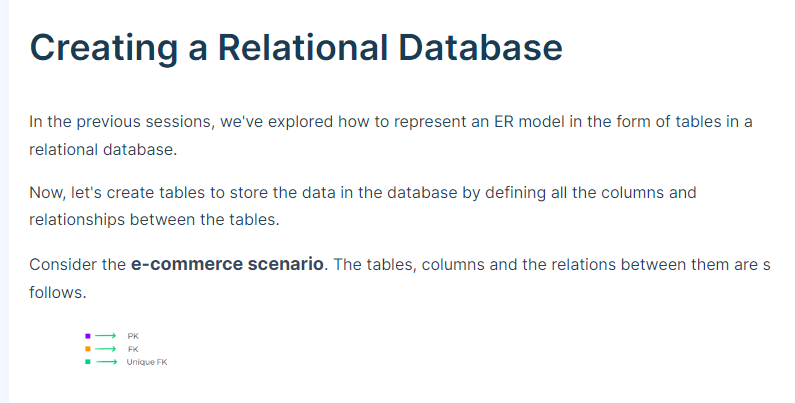 Creating a Relational Database
In the previous sessions, we've explored how to represent an ER model in the form of tables in a
relational database.
Now, let's create tables to store the data in the database by defining all the columns and
relationships between the tables.
Consider the e-commerce scenario. The tables, columns and the relations between them are s
follows.
PK
FK
Unique FK